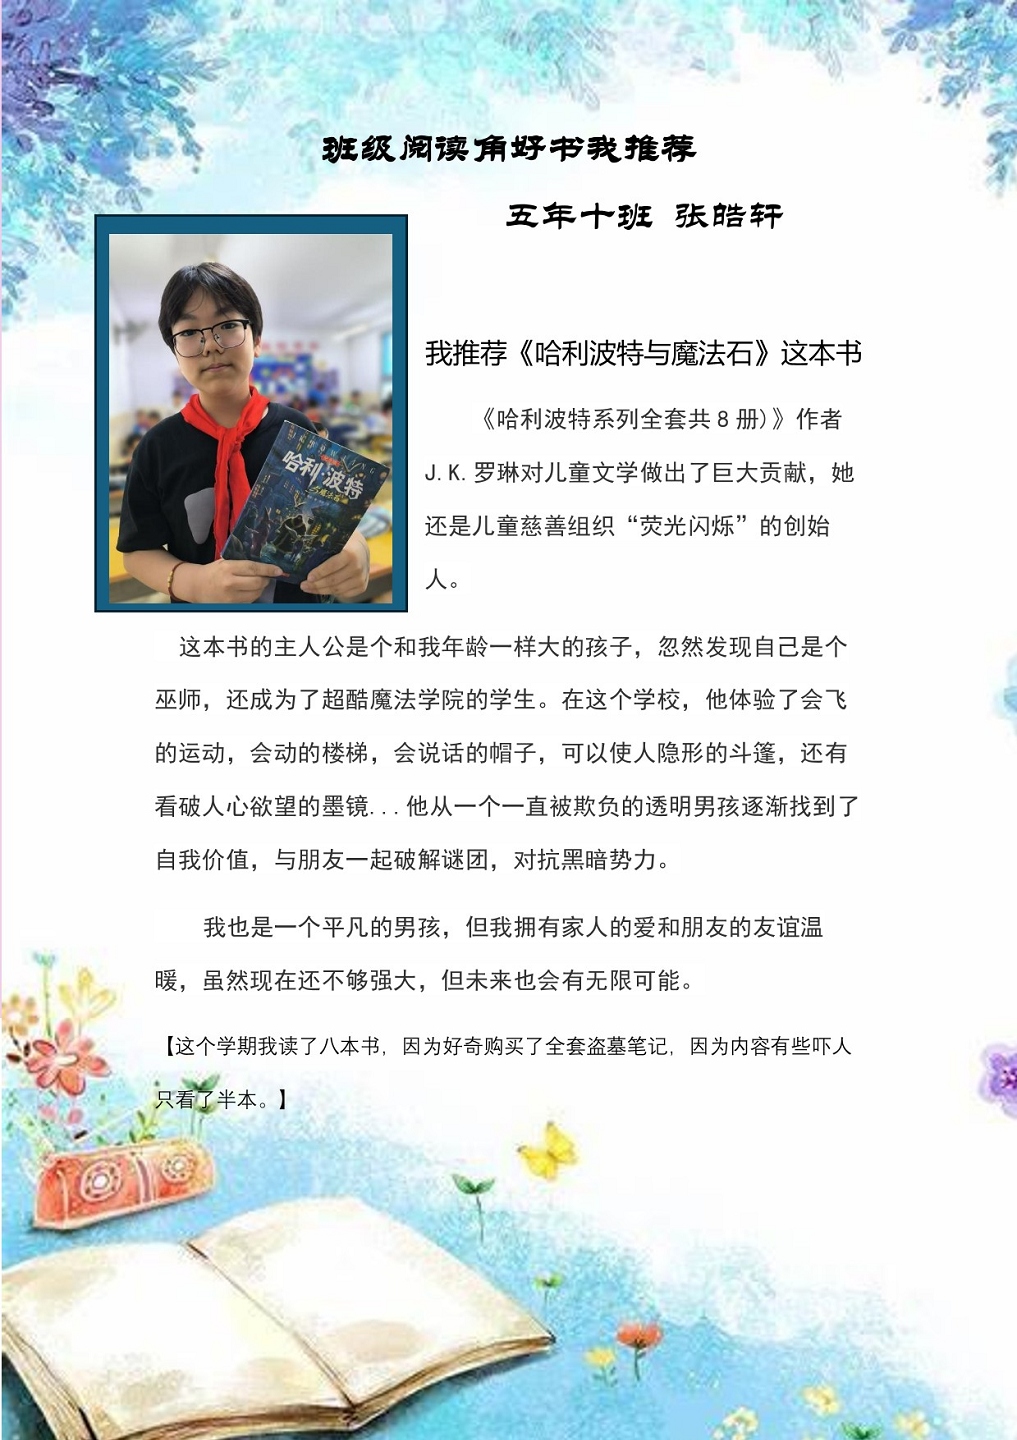 班级阅读角好书我推荐
五年十班 张皓轩
哈利·波特
与魔法石
我推荐《哈利波特与魔法石》这本书
《哈利波特系列全套共8册)》作者
J.K.罗琳对儿童文学做出了巨大贡献，她
还是儿童慈善组织“荧光闪烁”的创始
人。
这本书的主人公是个和我年龄一样大的孩子，忽然发现自己是个
巫师，还成为了超酷魔法学院的学生。在这个学校，他体验了会飞
的运动，会动的楼梯，会说话的帽子，可以使人隐形的斗篷，还有
看破人心欲望的墨镜...他从一个一直被欺负的透明男孩逐渐找到了
自我价值，与朋友一起破解谜团，对抗黑暗势力。
我也是一个平凡的男孩，但我拥有家人的爱和朋友的友谊温
暖，虽然现在还不够强大，但未来也会有无限可能。
【这个学期我读了八本书，因为好奇购买了全套盗墓笔记，因为内容有些吓人
只看了半本。】